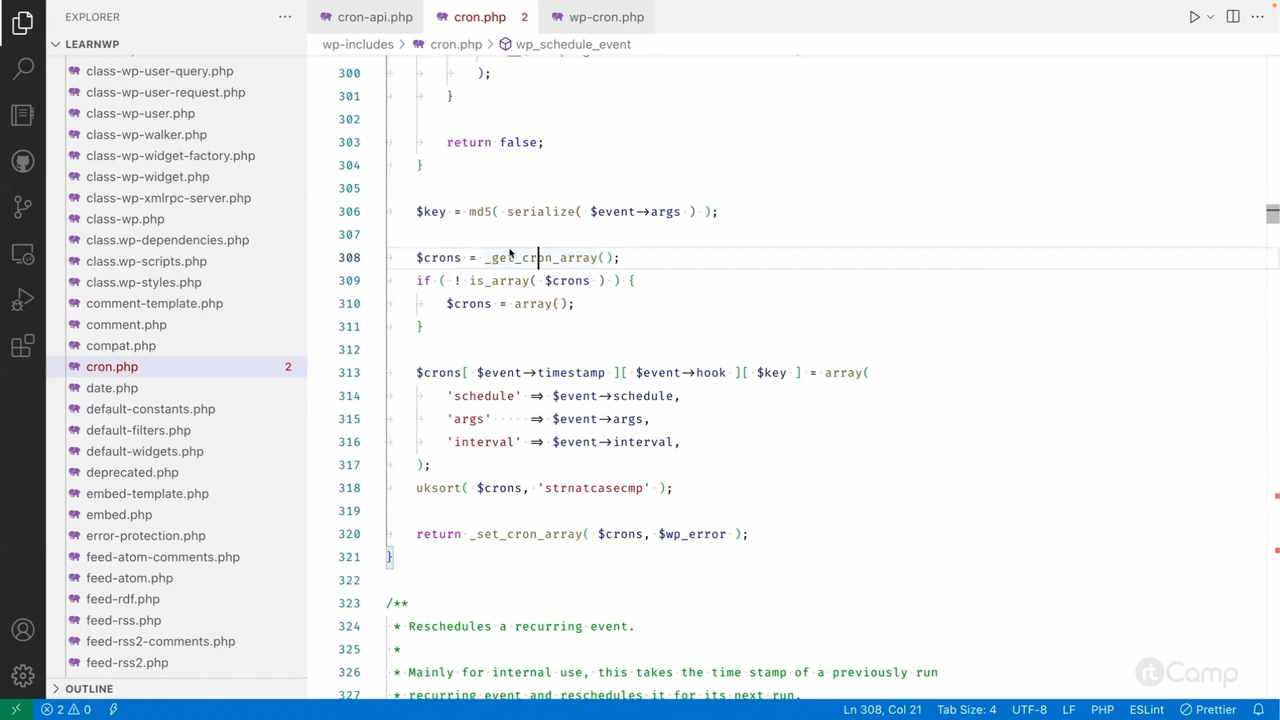 EXPLORER
cron-api.php
cron.php 2
wp-cron.php
LEARNWP
wp-includes > cron.php > wp_schedule_event
class-wp-user-query.php
class-wp-user-request.php
class-wp-user.php
class-wp-walker.php
class-wp-widget-factory.php
class-wp-widget.php
class-wp-xmlrpc-server.php
class-wp.php
class.wp-dependencies.php
class.wp-scripts.php
class.wp-styles.php
comment-template.php
comment.php
compat.php
cron.php 2
date.php
default-constants.php
default-filters.php
default-widgets.php
deprecated.php
embed-template.php
embed.php
error-protection.php
feed-atom-comments.php
feed-atom.php
feed-rdf.php
feed-rss.php
feed-rss2-comments.php
feed-rss2.php
OUTLINE
300 );
301 }
302
303 return false;
304 }
305
306 $key = md5( serialize( $event->args ) );
307
308 $crons = _get_cron_array();
309 if ( ! is_array( $crons ) ) {
310 $crons = array();
311 }
312
313 $crons[ $event->timestamp ][ $event->hook ][ $key ] = array(
314 'schedule' => $event->schedule,
315 'args' => $event->args,
316 'interval' => $event->interval,
317 );
318 uksort( $crons, 'strnatcasecmp' );
319
320 return _set_cron_array( $crons, $wp_error );
321 }
322
323 /**
324 * Reschedules a recurring event.
325 *
326 * Mainly for internal use, this takes the time stamp of a previously run
327 * recurring event and reschedules it for its next run.
rtCamp
2 0 Ln 308, Col 21 Tab Size: 4 UTF-8 LF PHP ESLint Prettier